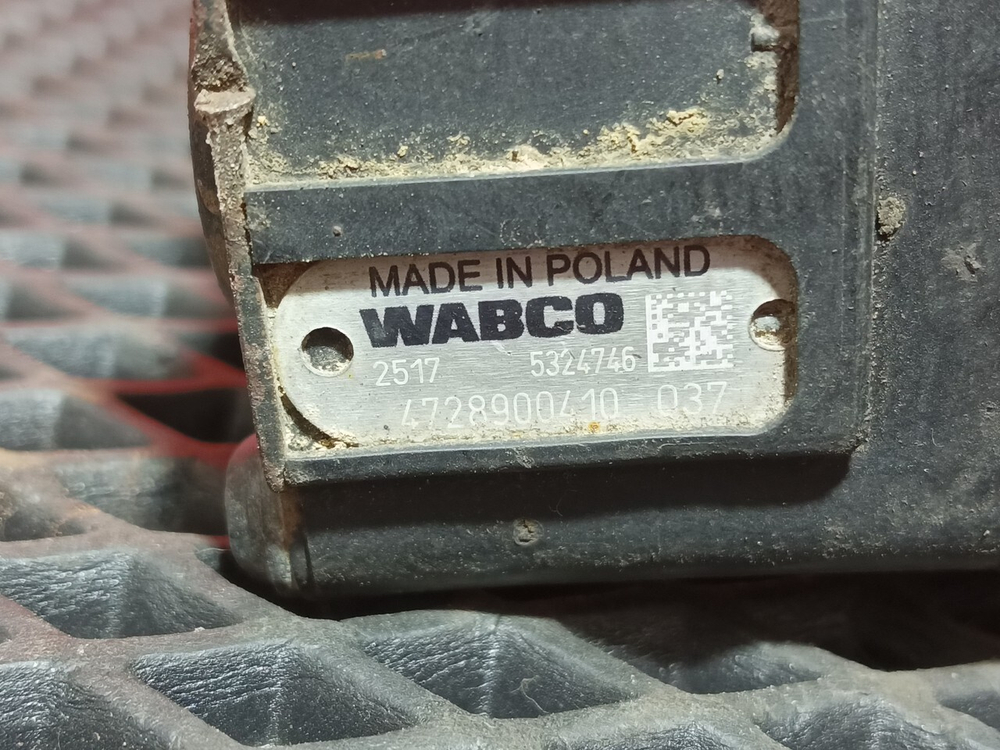 MADE IN POLAND
WABCO
2517 5324746
4728900410 037